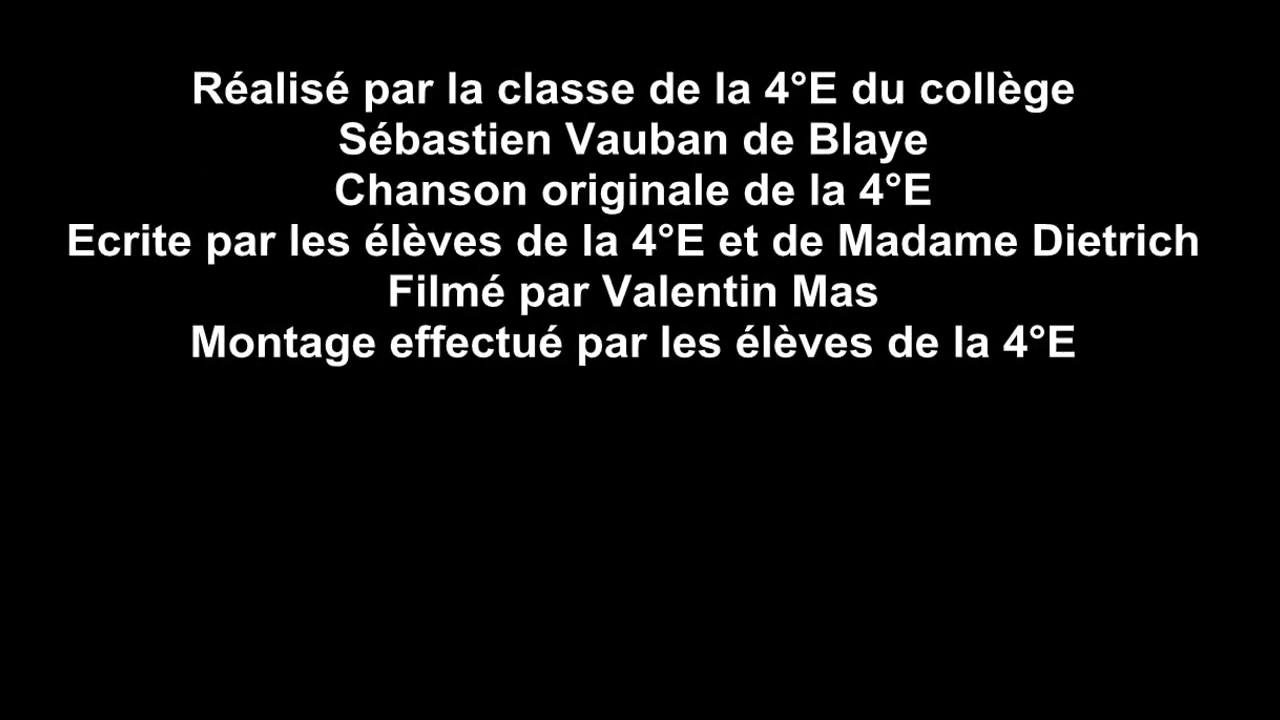 Réalisé par la classe de la 4°E du collège
Sébastien Vauban de Blaye
Chanson originale de la 4°E
Ecrite par les élèves de la 4°E et de Madame Dietrich
Filmé par Valentin Mas
Montage effectué par les élèves de la 4°E